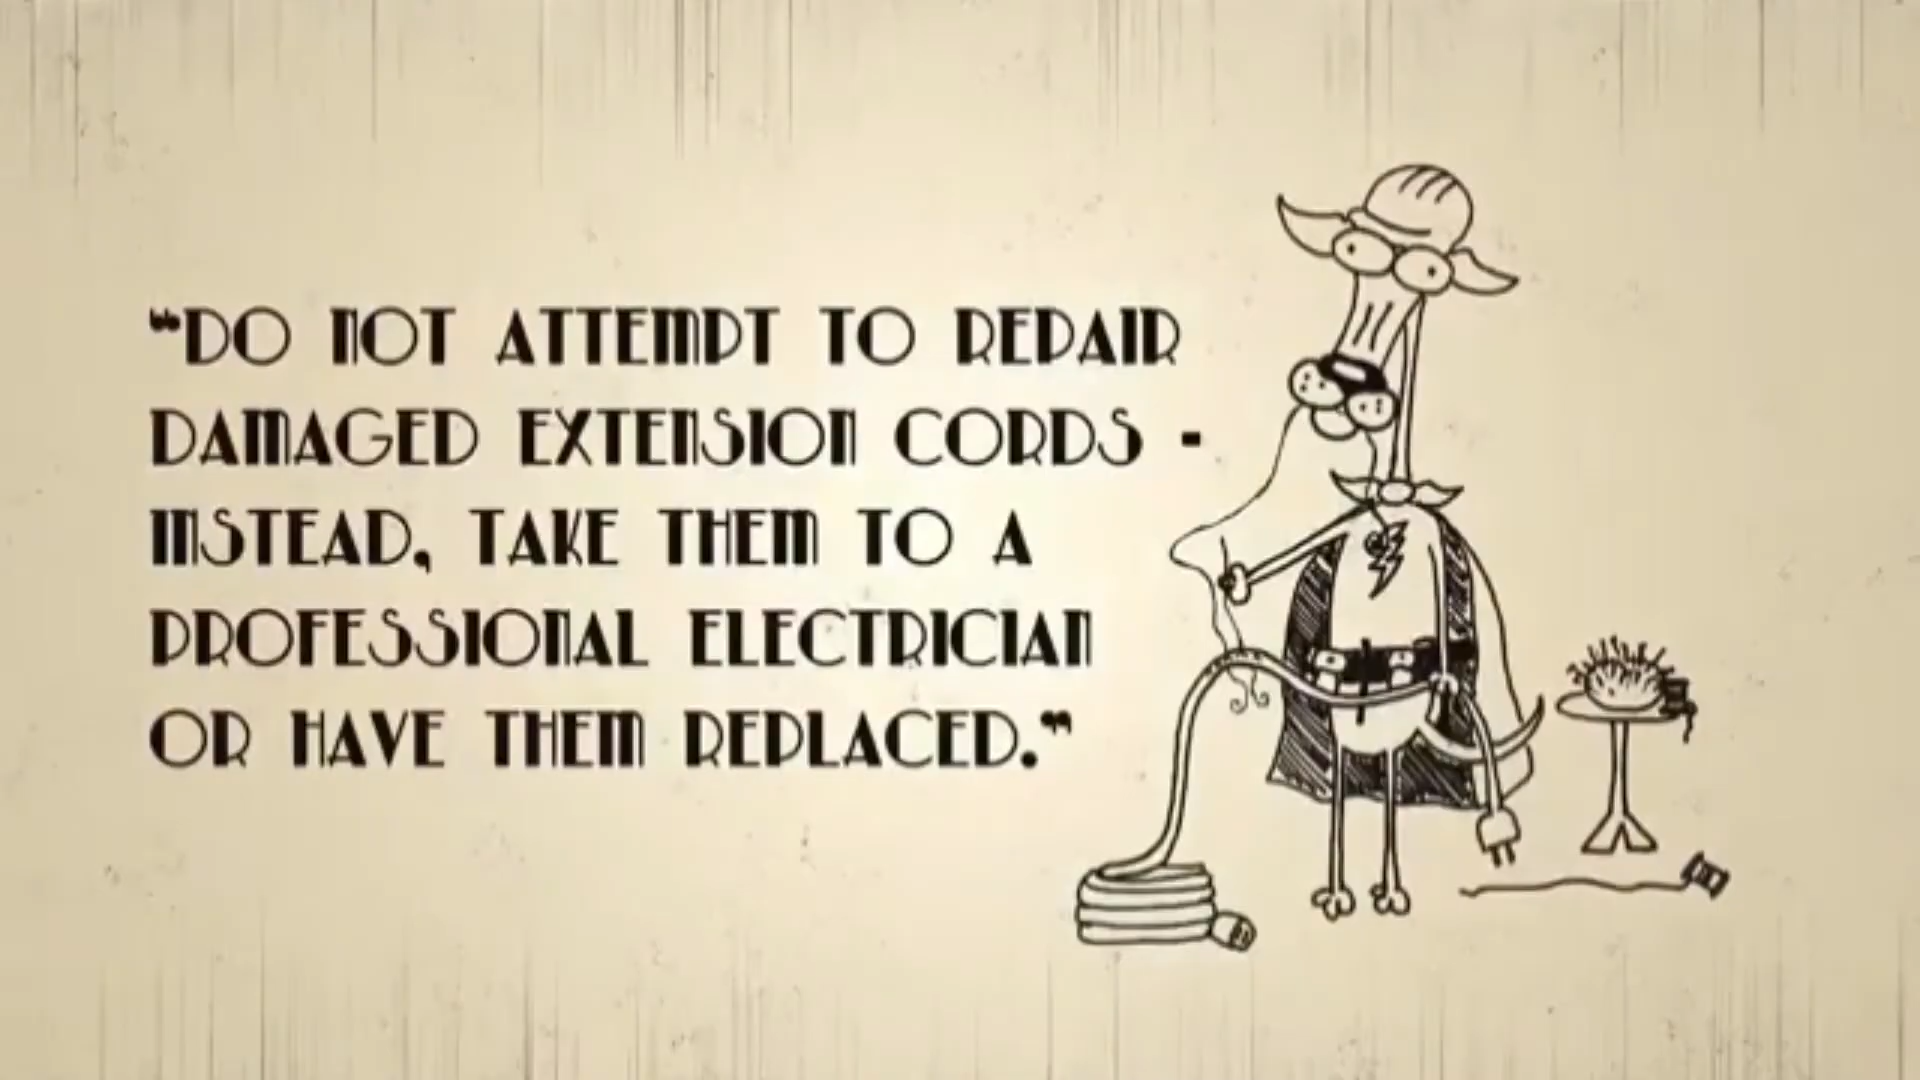 “DO NOT ATTEMPT TO REPAIR
DAMAGED EXTENSION CORDS -
INSTEAD, TAKE THEM TO A
PROFESSIONAL ELECTRICIAN
OR HAVE THEM REPLACED.”